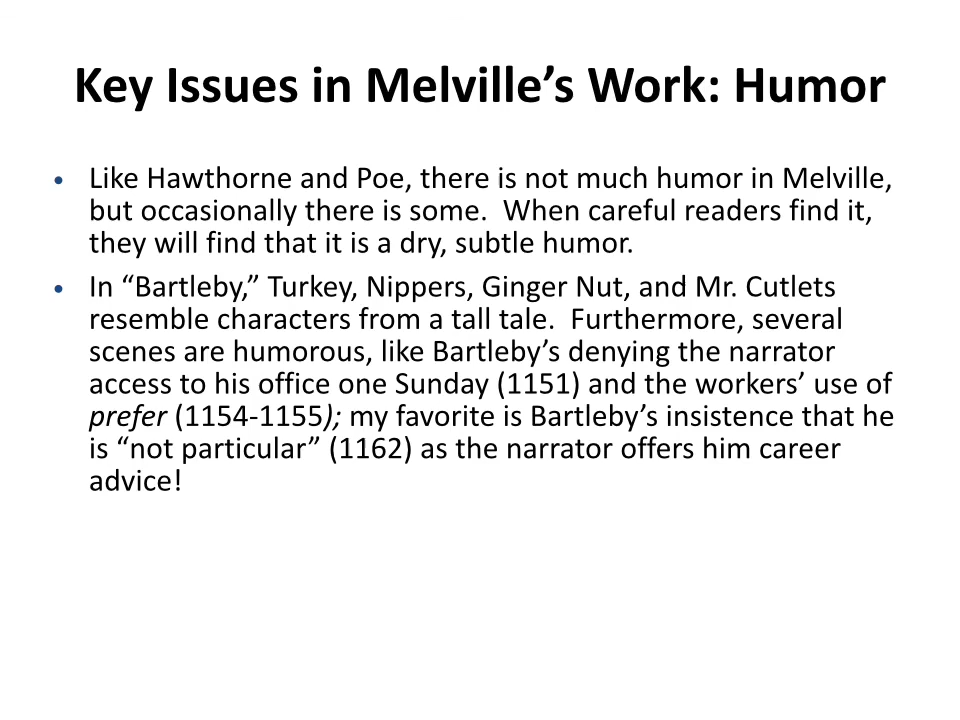 Key Issues in Melville’s Work: Humor
• Like Hawthorne and Poe, there is not much humor in Melville,
but occasionally there is some.  When careful readers find it,
they will find that it is a dry, subtle humor.
• In “Bartleby,” Turkey, Nippers, Ginger Nut, and Mr. Cutlets
resemble characters from a tall tale.  Furthermore, several
scenes are humorous, like Bartleby’s denying the narrator
access to his office one Sunday (1151) and the workers’ use of
prefer (1154-1155); my favorite is Bartleby’s insistence that he
is “not particular” (1162) as the narrator offers him career
advice!